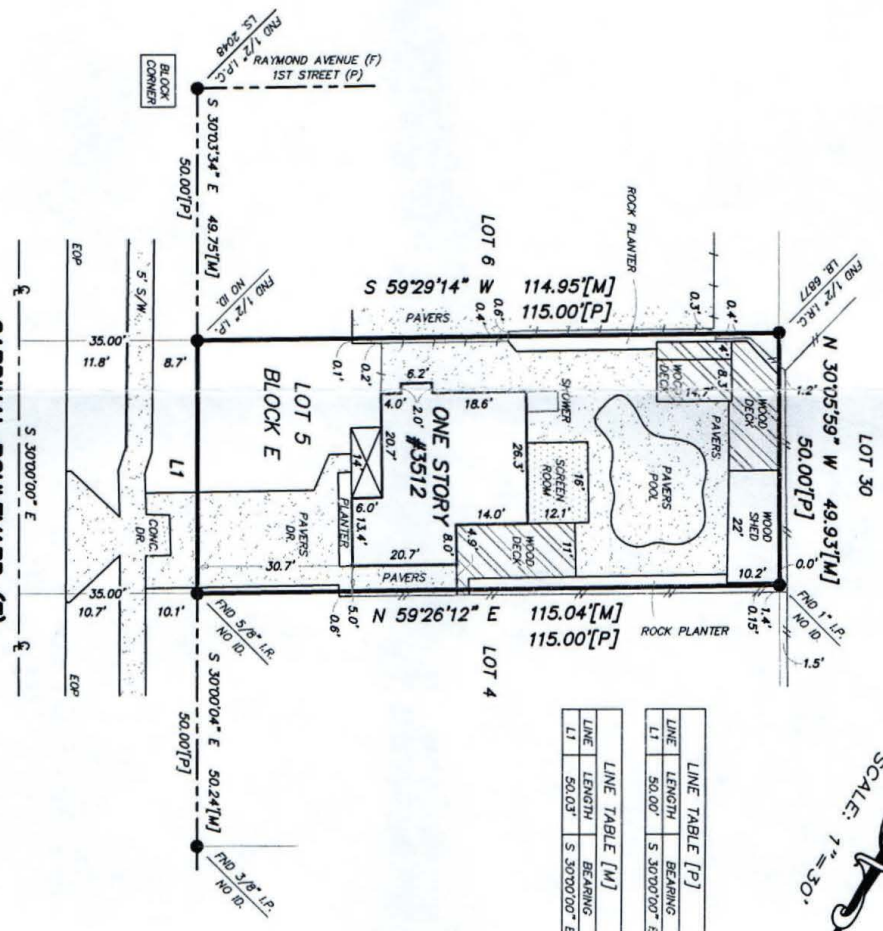 FND 1/2" I.P.C.
LS. 2048
RAYMOND AVENUE (F)
1ST STREET (P)
BLOCK
CORNER
S 30°03'34" E 49.75'[M]
50.00'[P]
FND 1/2" I.P.
NO ID.
LOT 6
ROCK PLANTER
S 59°29'14" W 114.95'[M]
115.00'[P]
FND 1/2" I.R.C.
LB. 6877
LOT 30
N 30°05'59" W 49.93'[M]
50.00'[P]
0.4'
0.6'
0.3'
0.4'
1.2'
PAVERS
0.1'
0.2'
EOP
5' S/W
35.00'
11.8'
8.7'
L1
LOT 5
BLOCK E
6.2'
4.0'
2.0'
18.6'
20.7'
ONE STORY
#3512
14'
6.0'
13.4'
PLANTER
SHOWER
26.3'
SCREEN
ROOM
16'
12.1'
14.0'
8.0'
4.9'
11'
WOOD
DECK
4'
8.3'
WOOD
DECK
14.7'
WOOD
DECK
PAVERS
PAVERS
POOL
WOOD
SHED
22'
10.2'
0.0'
1.4'
0.15'
1.5'
FND 1" I.P.
NO ID.
CONC.
DR.
PAVERS
DR.
30.7'
20.7'
PAVERS
35.00'
10.7'
10.1'
FND 5/8" I.R.
NO ID.
0.6'
5.0'
N 59°26'12" E 115.04'[M]
115.00'[P]
ROCK PLANTER
LOT 4
EOP
S 30°00'04" E 50.24'[M]
50.00'[P]
FND 3/8" I.P.
NO ID.
S 30°00'00" E
LINE TABLE [P]
LINE LENGTH BEARING
L1 50.00' S 30°00'00" E
LINE TABLE [M]
LINE LENGTH BEARING
L1 50.03' S 30°00'00" E
SCALE: 1"=30'